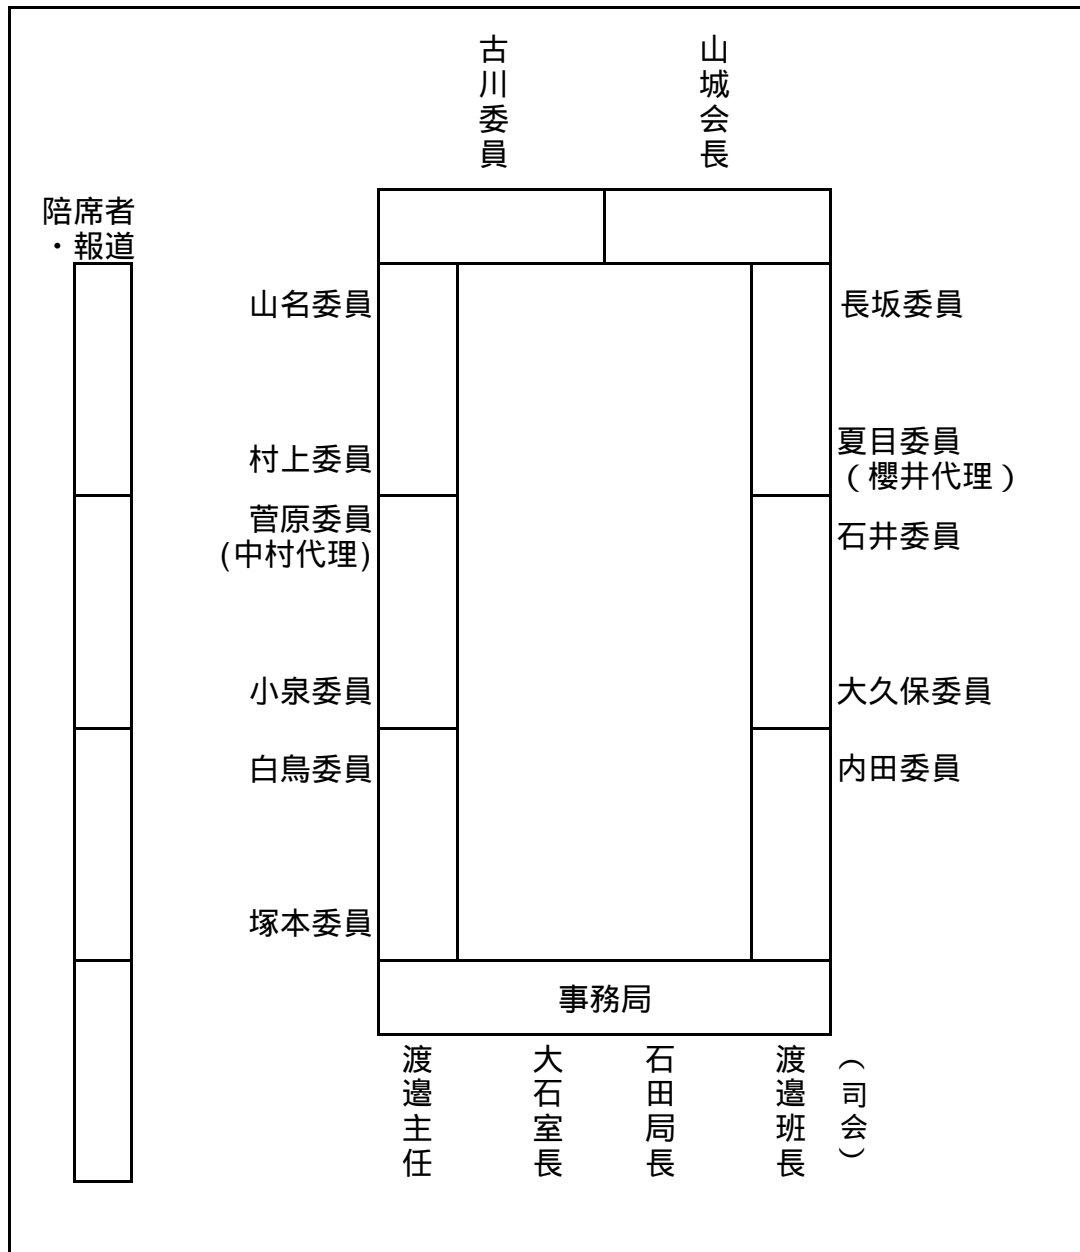 古川委員
山城会長
陪席者
・報道
山名委員
長坂委員
村上委員
夏目委員
（櫻井代理）
菅原委員
(中村代理)
石井委員
小泉委員
大久保委員
白鳥委員
内田委員
塚本委員
事務局
渡邉主任
大石室長
石田局長
渡邉班長
（司会）